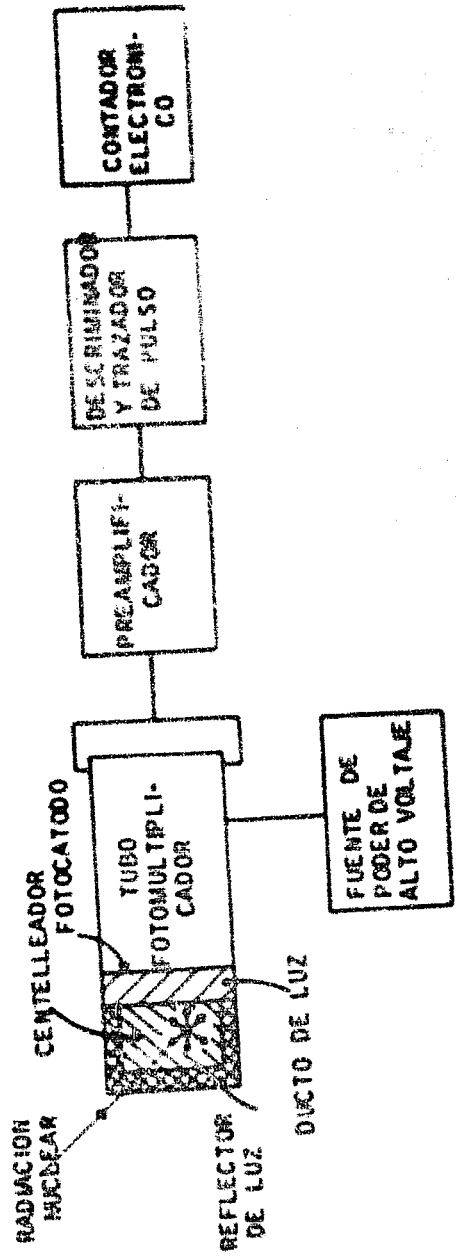 RADIACION
NUCLEAR
CENTELLEADOR
FOTOCATODO
TUBO
FOTOMULTIPLI-
CADOR
REFLECTOR
DE LUZ
DUCTO DE LUZ
FUENTE DE
PODER DE
ALTO VOLTAJE
PREAMPLIFI-
CADOR
DESCRIMINADOR
Y TRAZADOR
DE PULSO
CONTADOR
ELECTRONI-
CO